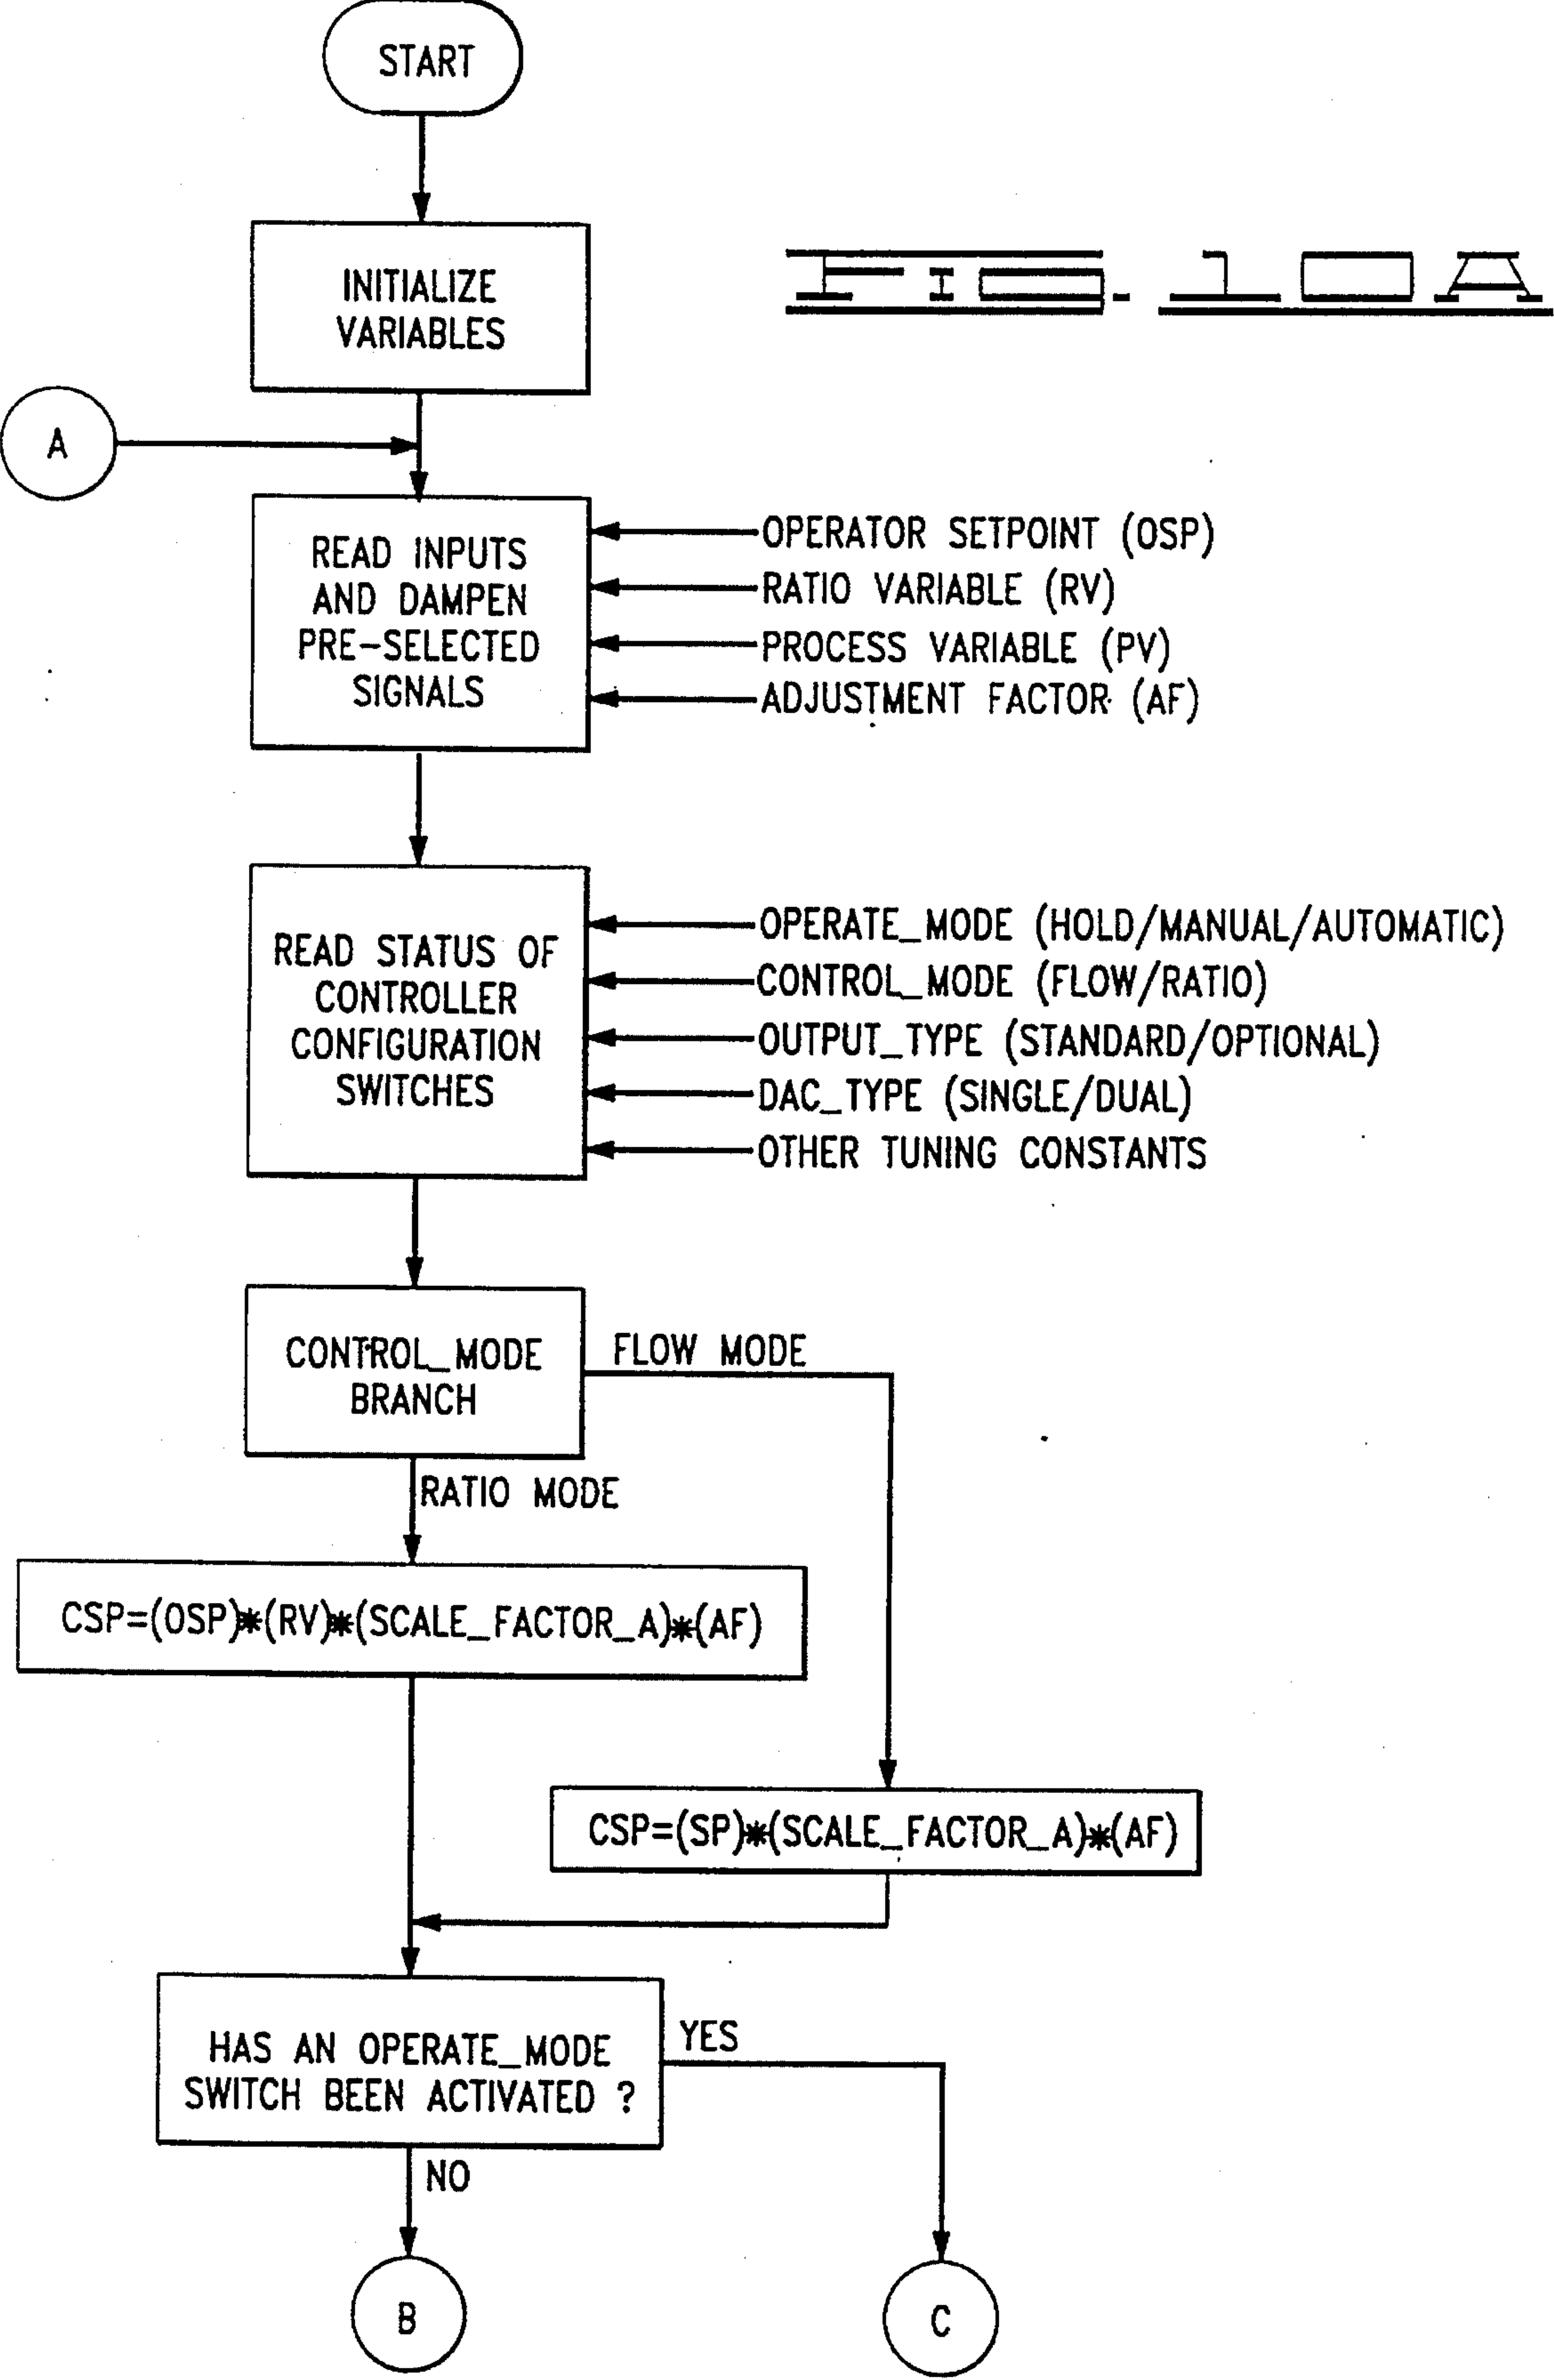 START
INITIALIZE
VARIABLES
FIG. 10A
A
READ INPUTS
AND DAMPEN
PRE-SELECTED
SIGNALS
OPERATOR SETPOINT (OSP)
RATIO VARIABLE (RV)
PROCESS VARIABLE (PV)
ADJUSTMENT FACTOR (AF)
READ STATUS OF
CONTROLLER
CONFIGURATION
SWITCHES
OPERATE_MODE (HOLD/MANUAL/AUTOMATIC)
CONTROL_MODE (FLOW/RATIO)
OUTPUT_TYPE (STANDARD/OPTIONAL)
DAC_TYPE (SINGLE/DUAL)
OTHER TUNING CONSTANTS
CONTROL_MODE
BRANCH
FLOW MODE
RATIO MODE
CSP=(OSP)*(RV)*(SCALE_FACTOR_A)*(AF)
CSP=(SP)*(SCALE_FACTOR_A)*(AF)
HAS AN OPERATE_MODE
SWITCH BEEN ACTIVATED ?
YES
NO
B
C